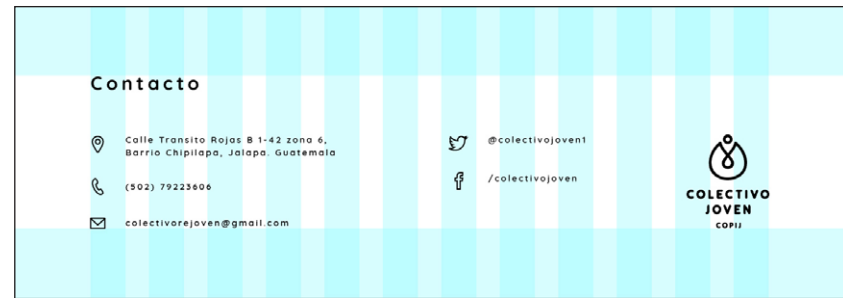 Contacto
Calle Transito Rojas B 1-42 zona 6,
Barrio Chipilapa, Jalapa. Guatemala
(502) 79223606
colectivorejoven@gmail.com
@colectivojoven1
/colectivojoven
COLECTIVO
JOVEN
COPIJ